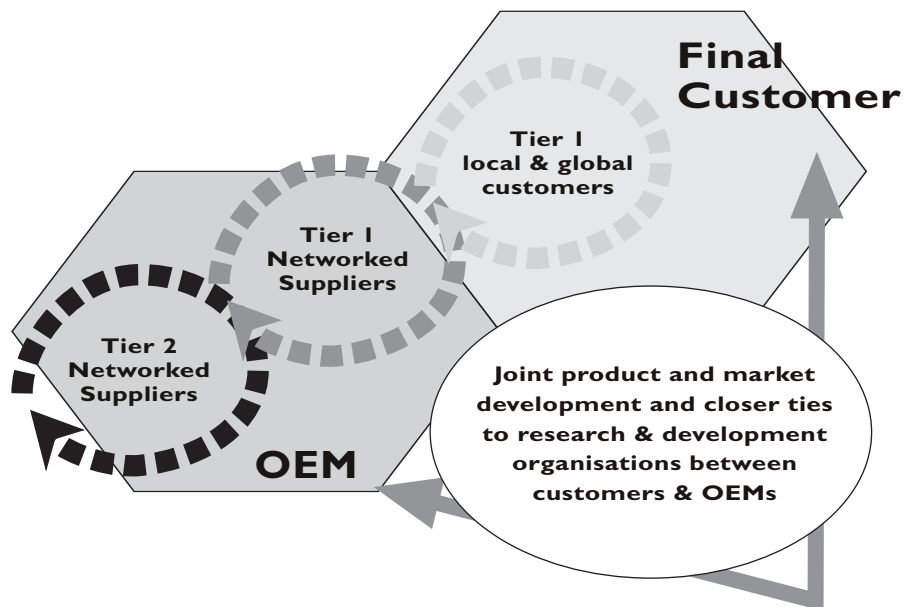 Final
Customer
Tier 1
local & global
customers
Tier 1
Networked
Suppliers
Tier 2
Networked
Suppliers
OEM
Joint product and market
development and closer ties
to research & development
organisations between
customers & OEMs